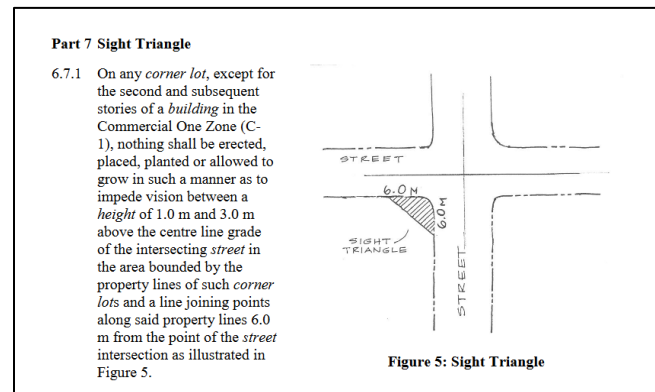 Part 7 Sight Triangle
6.7.1 On any corner lot, except for
the second and subsequent
stories of a building in the
Commercial One Zone (C-
1), nothing shall be erected,
placed, planted or allowed to
grow in such a manner as to
impede vision between a
height of 1.0 m and 3.0 m
above the centre line grade
of the intersecting street in
the area bounded by the
property lines of such corner
lots and a line joining points
along said property lines 6.0
m from the point of the street
intersection as illustrated in
Figure 5.
STREET
6.0 M
6.0 M
SIGHT
TRIANGLE
STREET
Figure 5: Sight Triangle